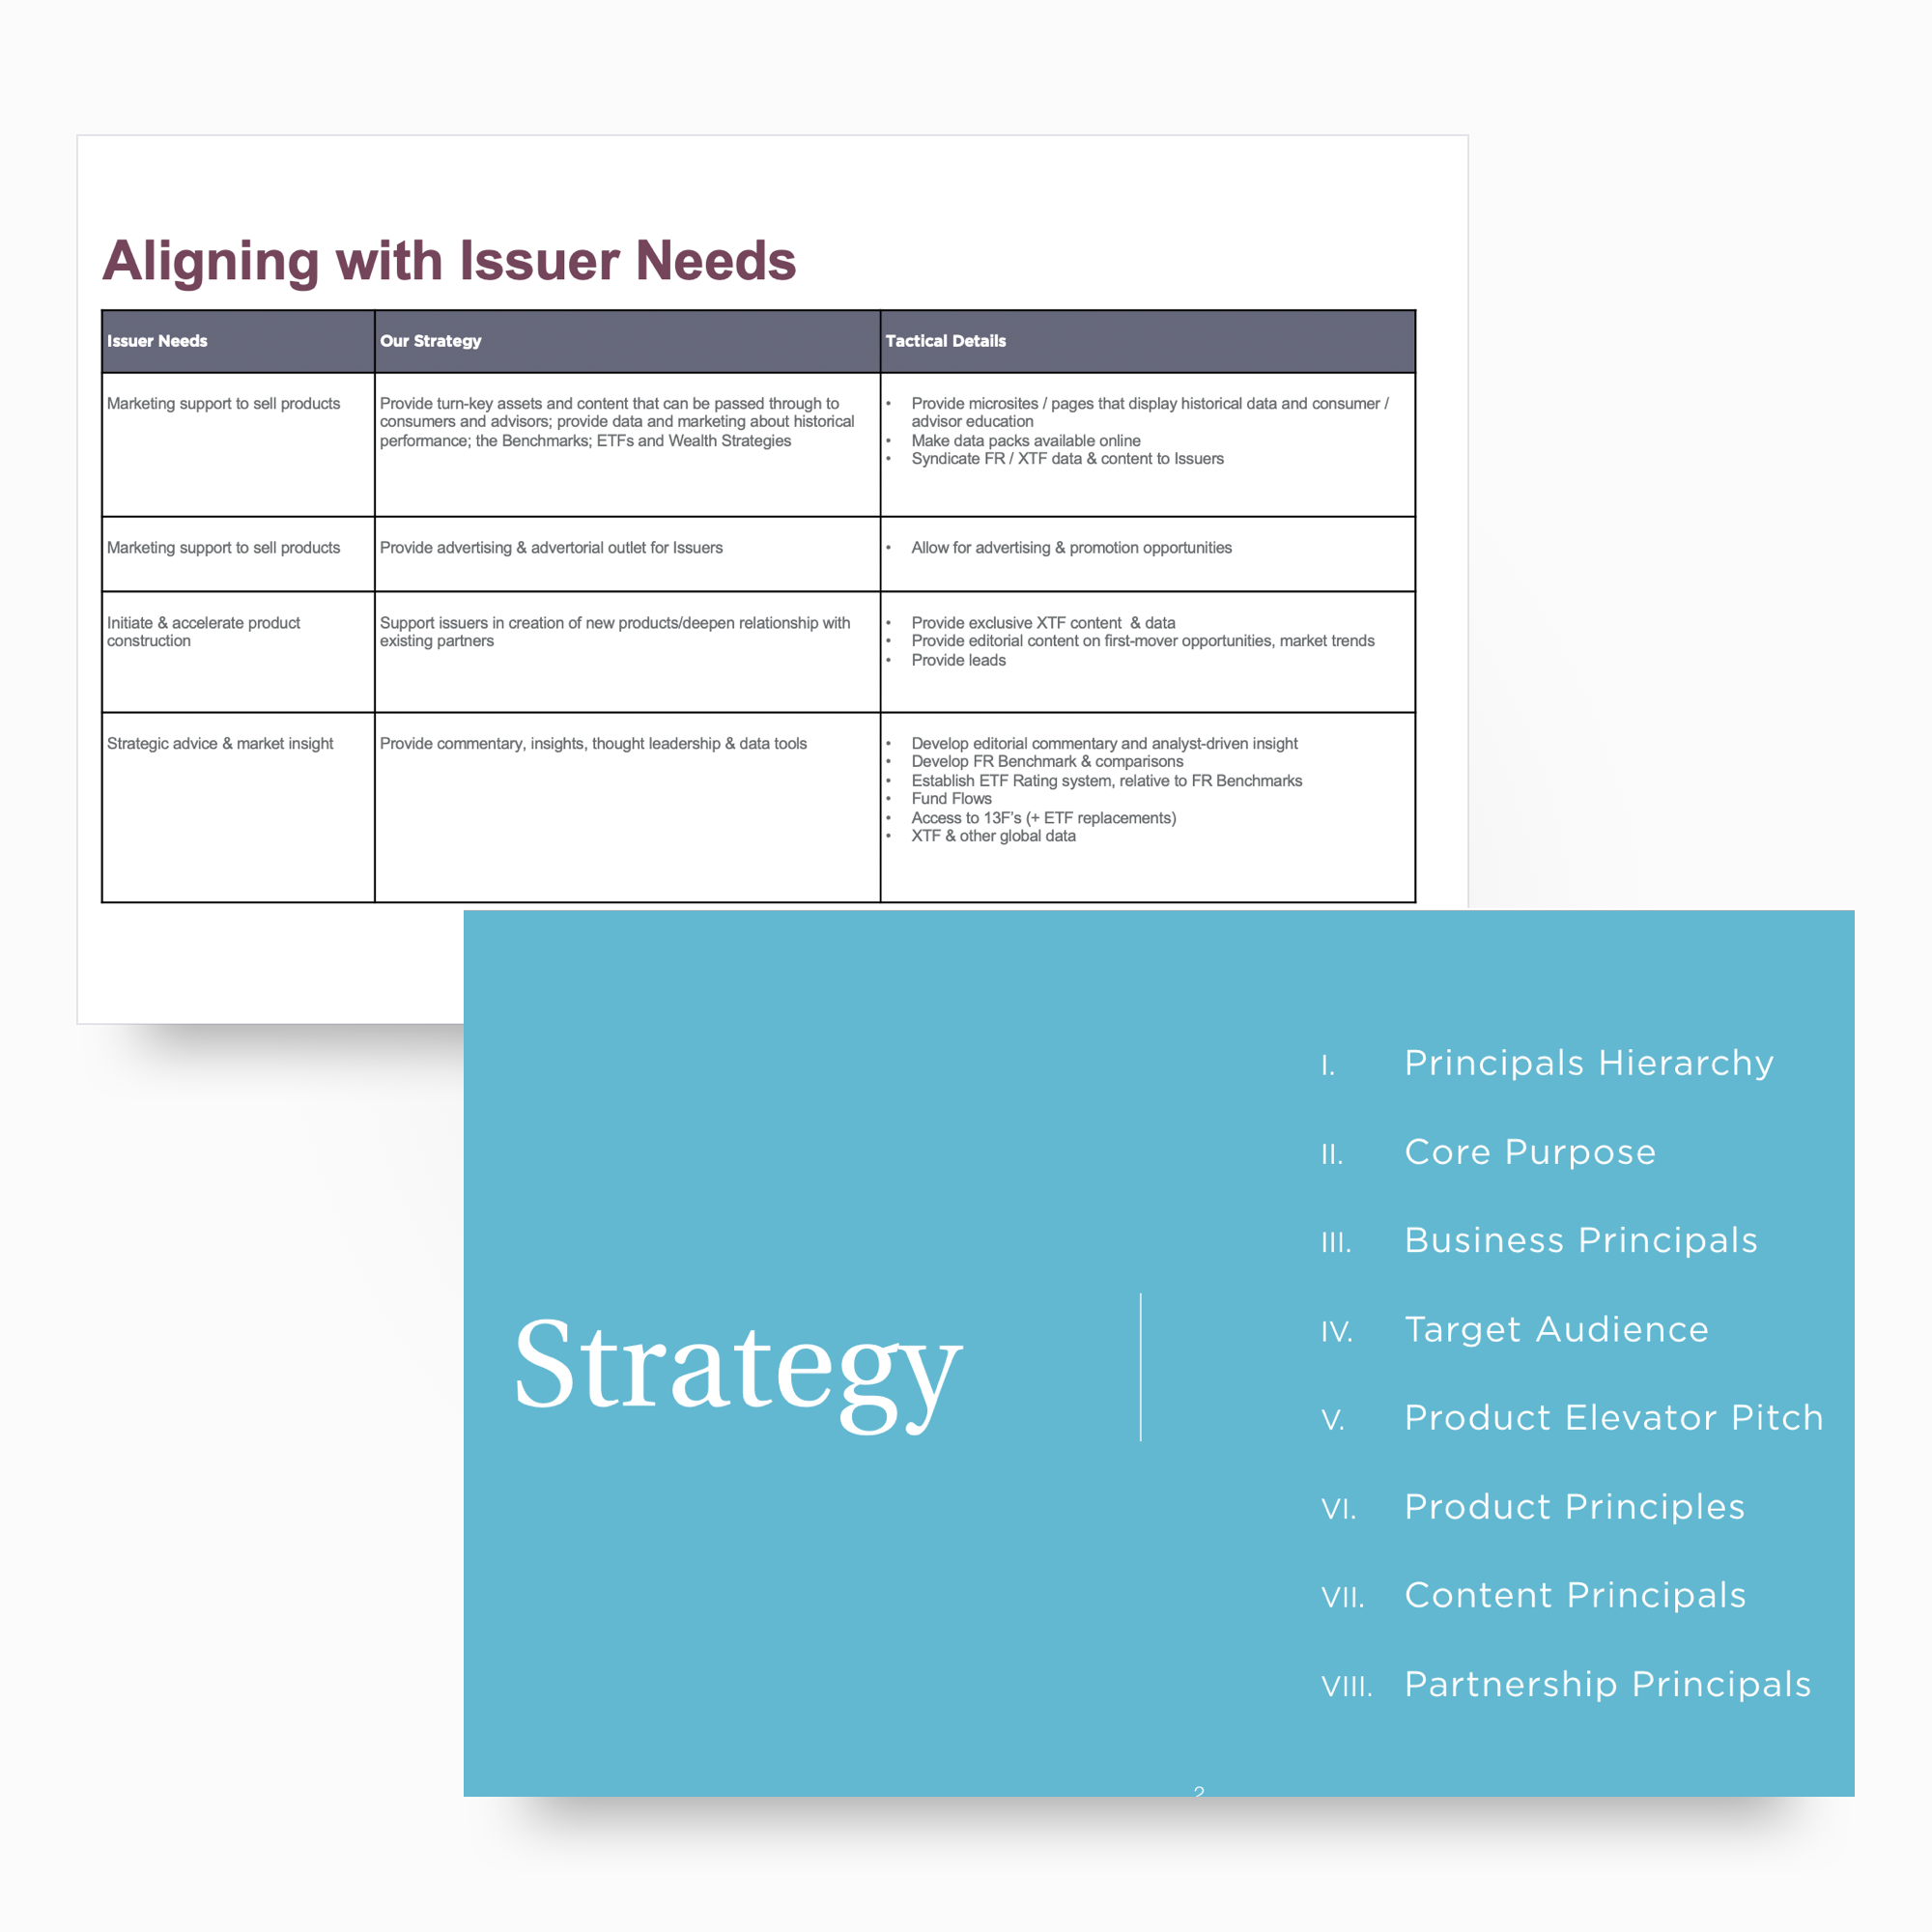 Aligning with Issuer Needs
Issuer Needs
Our Strategy
Tactical Details
Marketing support to sell products
Provide turn-key assets and content that can be passed through to
consumers and advisors; provide data and marketing about historical
performance; the Benchmarks; ETFs and Wealth Strategies
• Provide microsites / pages that display historical data and consumer /
advisor education
• Make data packs available online
• Syndicate FR / XTF data & content to Issuers
Marketing support to sell products
Provide advertising & advertorial outlet for Issuers
• Allow for advertising & promotion opportunities
Initiate & accelerate product
construction
Support issuers in creation of new products/deepen relationship with
existing partners
• Provide exclusive XTF content & data
• Provide editorial content on first-mover opportunities, market trends
• Provide leads
Strategic advice & market insight
Provide commentary, insights, thought leadership & data tools
• Develop editorial commentary and analyst-driven insight
• Develop FR Benchmark & comparisons
• Establish ETF Rating system, relative to FR Benchmarks
• Fund Flows
• Access to 13F's (+ ETF replacements)
• XTF & other global data
Strategy
I. Principals Hierarchy
II. Core Purpose
III. Business Principals
IV. Target Audience
V. Product Elevator Pitch
VI. Product Principles
VII. Content Principals
VIII. Partnership Principals
2